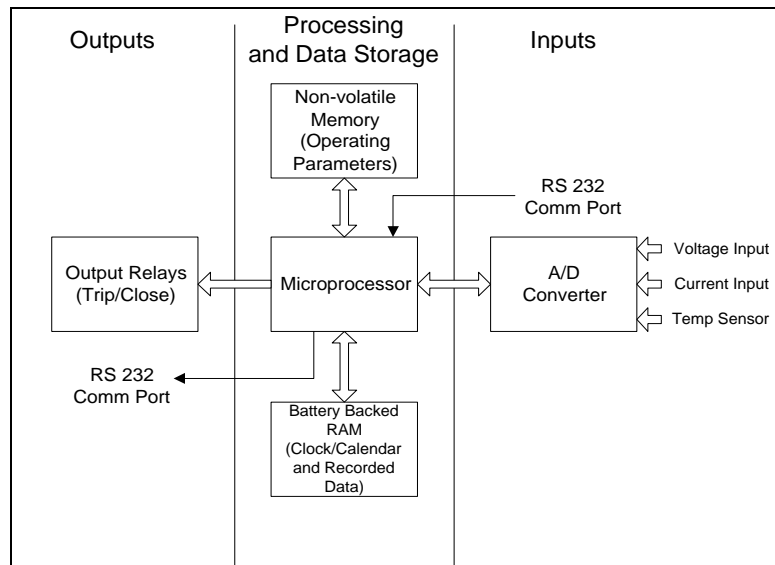 Outputs
Processing
and Data Storage
Inputs
Non-volatile
Memory
(Operating
Parameters)
RS 232
Comm Port
Output Relays
(Trip/Close)
Microprocessor
A/D
Converter
Voltage Input
Current Input
Temp Sensor
RS 232
Comm Port
Battery Backed
RAM
(Clock/Calendar
and Recorded
Data)